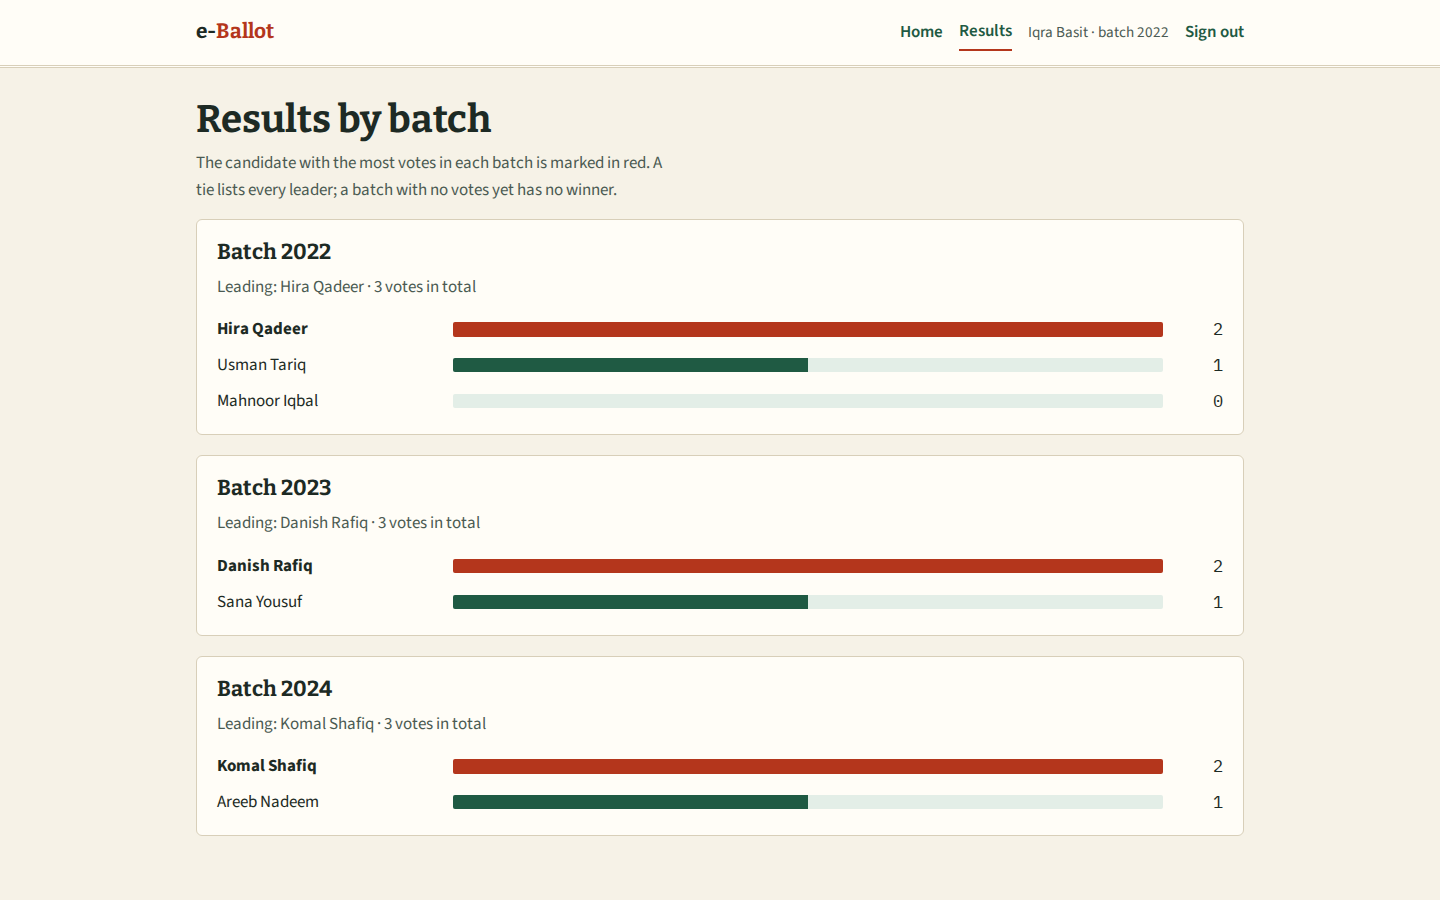 e-Ballot
Home Results Iqra Basit · batch 2022 Sign out
Results by batch
The candidate with the most votes in each batch is marked in red. A
tie lists every leader; a batch with no votes yet has no winner.
Batch 2022
Leading: Hira Qadeer · 3 votes in total
Hira Qadeer 2
Usman Tariq 1
Mahnoor Iqbal 0
Batch 2023
Leading: Danish Rafiq · 3 votes in total
Danish Rafiq 2
Sana Yousuf 1
Batch 2024
Leading: Komal Shafiq · 3 votes in total
Komal Shafiq 2
Areeb Nadeem 1